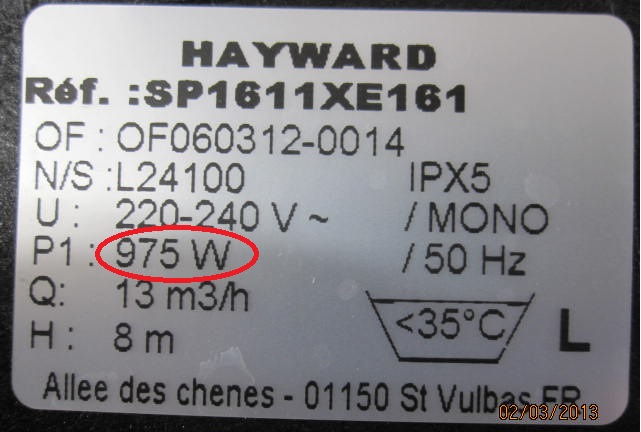 HAYWARD
Réf. :SP1611XE161
OF : OF060312-0014
N/S :L24100 IPX5
U : 220-240 V ~ / MONO
P1 : 975 W / 50 Hz
Q: 13 m3/h
<35°C L
H : 8 m
Allee des chenes - 01150 St Vulbas FR
02/03/2013